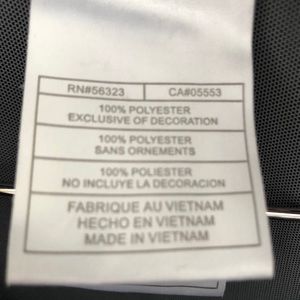 RN#56323 CA#05553
100% POLYESTER
EXCLUSIVE OF DECORATION
100% POLYESTER
SANS ORNEMENTS
100% POLIESTER
NO INCLUYE LA DECORACION
FABRIQUE AU VIETNAM
HECHO EN VIETNAM
MADE IN VIETNAM